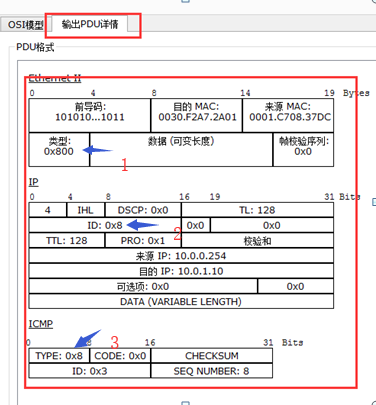 OSI模型 输出PDU详情
PDU格式
Ethernet II
0 4 8 14 19 Bytes
前导码: 目的 MAC: 来源 MAC:
101010...1011 0030.F2A7.2A01 0001.C708.37DC
类型: 数据 (可变长度) 帧校验序列:
0x800 0x0
1
IP
0 4 8 16 19 31 Bits
4 IHL DSCP: 0x0 TL: 128
ID: 0x8 2 0x0 0x0
TTL: 128 PRO: 0x1 校验和
来源 IP: 10.0.0.254
目的 IP: 10.0.1.10
可选项: 0x0 0x0
DATA (VARIABLE LENGTH)
ICMP
3
0 8 16 31 Bits
TYPE: 0x8 CODE: 0x0 CHECKSUM
ID: 0x3 SEQ NUMBER: 8